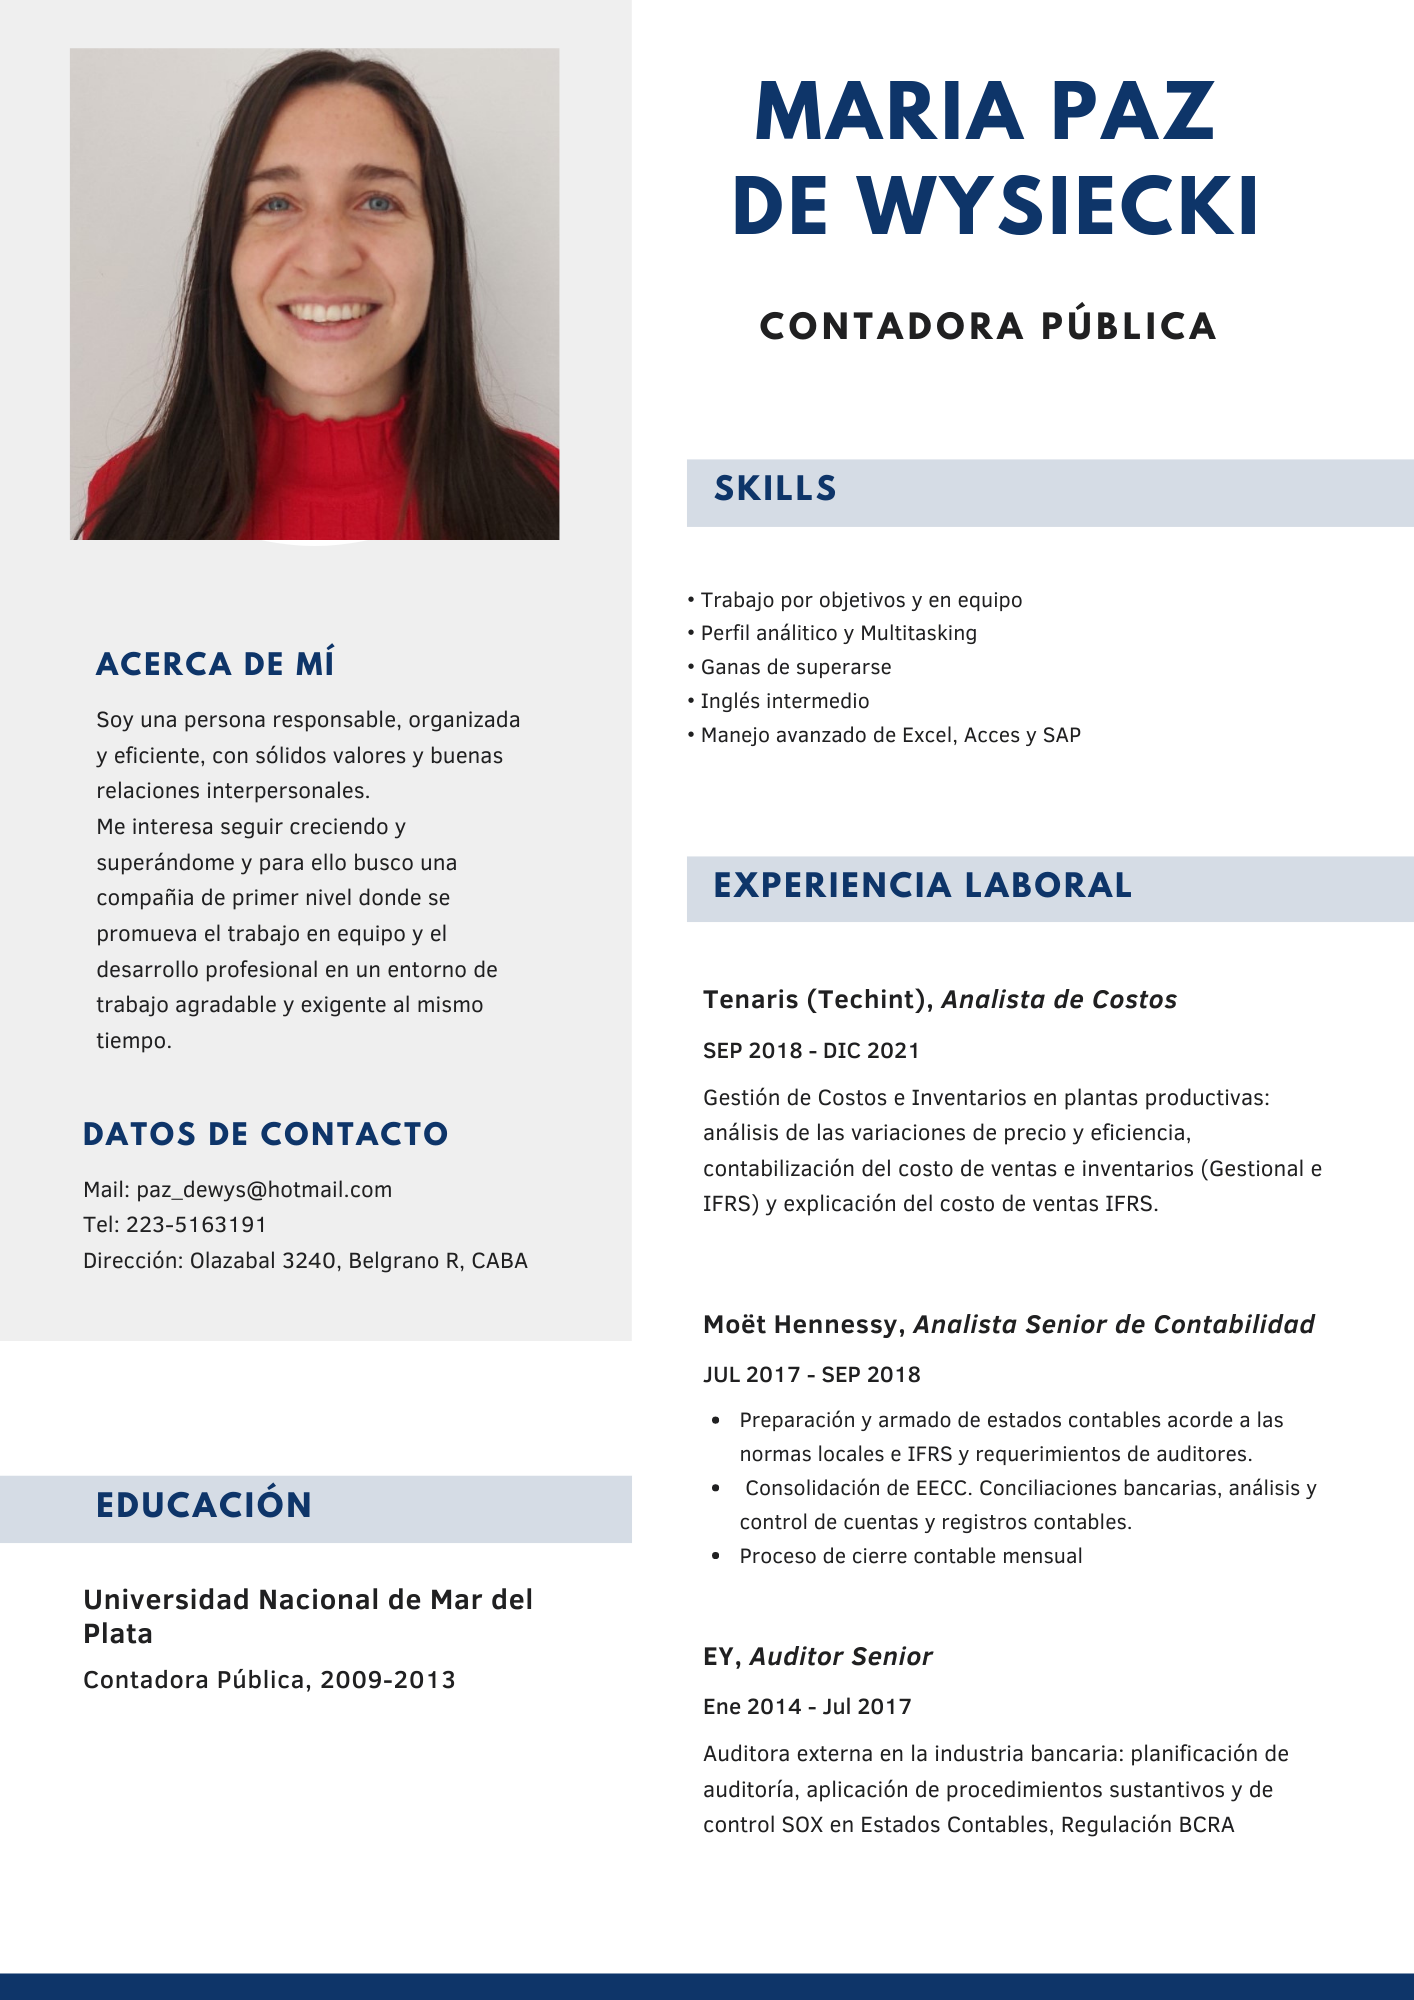 MARIA PAZ
DE WYSIECKI
CONTADORA PÚBLICA
ACERCA DE MÍ
Soy una persona responsable, organizada
y eficiente, con sólidos valores y buenas
relaciones interpersonales.
Me interesa seguir creciendo y
superándome y para ello busco una
compañia de primer nivel donde se
promueva el trabajo en equipo y el
desarrollo profesional en un entorno de
trabajo agradable y exigente al mismo
tiempo.
DATOS DE CONTACTO
Mail: paz_dewys@hotmail.com
Tel: 223-5163191
Dirección: Olazabal 3240, Belgrano R, CABA
EDUCACIÓN
Universidad Nacional de Mar del
Plata
Contadora Pública, 2009-2013
SKILLS
• Trabajo por objetivos y en equipo
• Perfil análitico y Multitasking
• Ganas de superarse
• Inglés intermedio
• Manejo avanzado de Excel, Acces y SAP
EXPERIENCIA LABORAL
Tenaris (Techint), Analista de Costos
SEP 2018 - DIC 2021
Gestión de Costos e Inventarios en plantas productivas:
análisis de las variaciones de precio y eficiencia,
contabilización del costo de ventas e inventarios (Gestional e
IFRS) y explicación del costo de ventas IFRS.
Moët Hennessy, Analista Senior de Contabilidad
JUL 2017 - SEP 2018
• Preparación y armado de estados contables acorde a las
normas locales e IFRS y requerimientos de auditores.
• Consolidación de EECC. Conciliaciones bancarias, análisis y
control de cuentas y registros contables.
• Proceso de cierre contable mensual
EY, Auditor Senior
Ene 2014 - Jul 2017
Auditora externa en la industria bancaria: planificación de
auditoría, aplicación de procedimientos sustantivos y de
control SOX en Estados Contables, Regulación BCRA